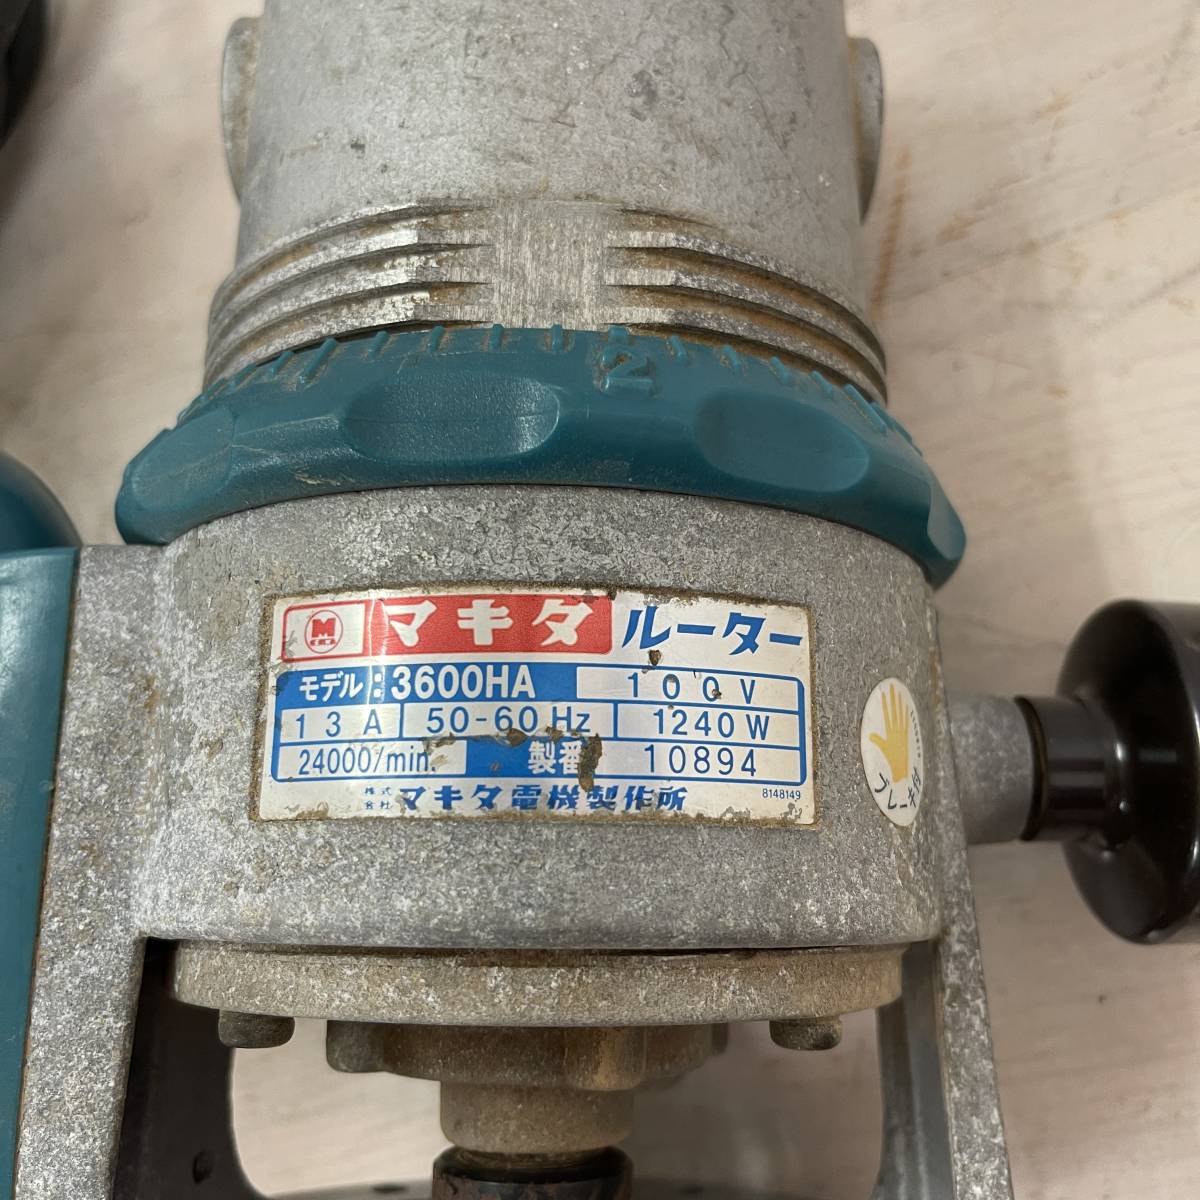 2
マキタ ルーター
モデル:3600HA 100V
13A 50-60Hz 1240W
24000/min. 製番 10894
株式会社 マキタ電機製作所 8148149
ブレーキ付